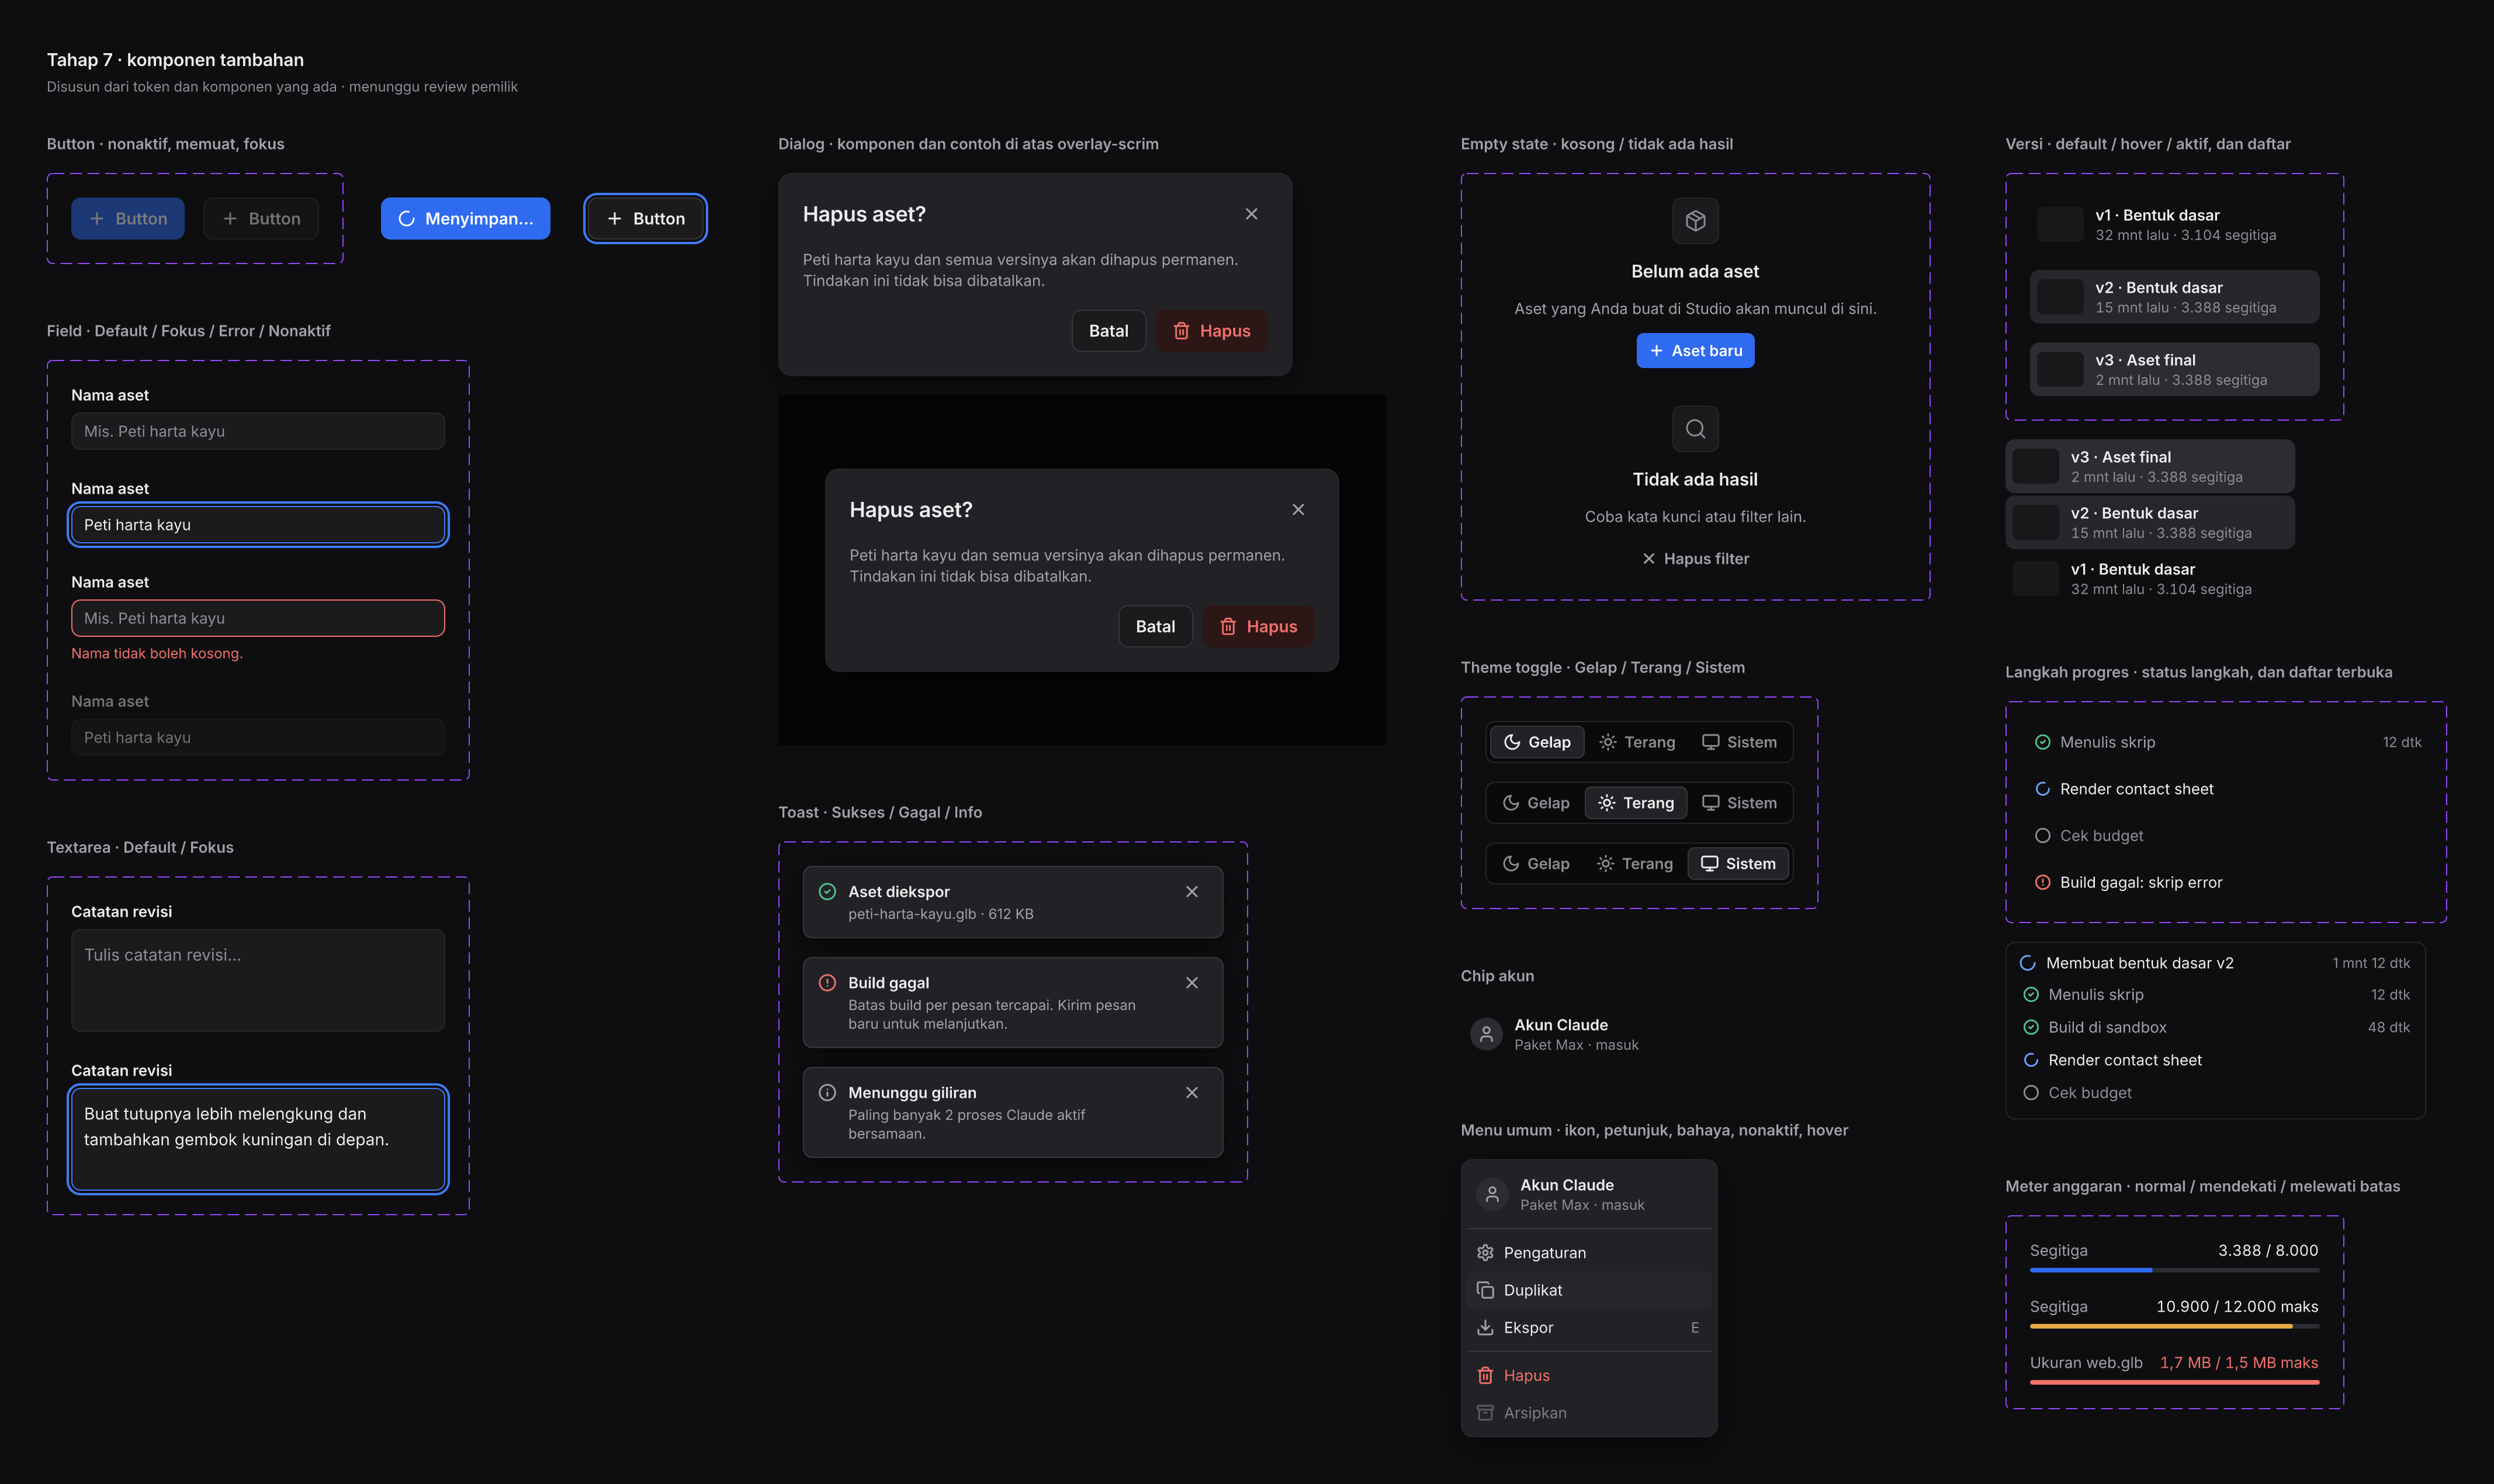 Tahap 7 · komponen tambahan
Disusun dari token dan komponen yang ada · menunggu review pemilik
Button · nonaktif, memuat, fokus
Button
Button
Menyimpan...
Button
Field · Default / Fokus / Error / Nonaktif
Nama aset
Mis. Peti harta kayu
Nama aset
Peti harta kayu
Nama aset
Mis. Peti harta kayu
Nama tidak boleh kosong.
Nama aset
Peti harta kayu
Textarea · Default / Fokus
Catatan revisi
Tulis catatan revisi...
Catatan revisi
Buat tutupnya lebih melengkung dan
tambahkan gembok kuningan di depan.
Dialog · komponen dan contoh di atas overlay-scrim
Hapus aset?
Peti harta kayu dan semua versinya akan dihapus permanen.
Tindakan ini tidak bisa dibatalkan.
Batal
Hapus
Hapus aset?
Peti harta kayu dan semua versinya akan dihapus permanen.
Tindakan ini tidak bisa dibatalkan.
Batal
Hapus
Toast · Sukses / Gagal / Info
Aset diekspor
peti-harta-kayu.glb · 612 KB
Build gagal
Batas build per pesan tercapai. Kirim pesan
baru untuk melanjutkan.
Menunggu giliran
Paling banyak 2 proses Claude aktif
bersamaan.
Empty state · kosong / tidak ada hasil
Belum ada aset
Aset yang Anda buat di Studio akan muncul di sini.
Aset baru
Tidak ada hasil
Coba kata kunci atau filter lain.
Hapus filter
Theme toggle · Gelap / Terang / Sistem
Gelap Terang Sistem
Gelap Terang Sistem
Gelap Terang Sistem
Chip akun
Akun Claude
Paket Max · masuk
Menu umum · ikon, petunjuk, bahaya, nonaktif, hover
Akun Claude
Paket Max · masuk
Pengaturan
Duplikat
Ekspor E
Hapus
Arsipkan
Versi · default / hover / aktif, dan daftar
v1 · Bentuk dasar
32 mnt lalu · 3.104 segitiga
v2 · Bentuk dasar
15 mnt lalu · 3.388 segitiga
v3 · Aset final
2 mnt lalu · 3.388 segitiga
v3 · Aset final
2 mnt lalu · 3.388 segitiga
v2 · Bentuk dasar
15 mnt lalu · 3.388 segitiga
v1 · Bentuk dasar
32 mnt lalu · 3.104 segitiga
Langkah progres · status langkah, dan daftar terbuka
Menulis skrip 12 dtk
Render contact sheet
Cek budget
Build gagal: skrip error
Membuat bentuk dasar v2 1 mnt 12 dtk
Menulis skrip 12 dtk
Build di sandbox 48 dtk
Render contact sheet
Cek budget
Meter anggaran · normal / mendekati / melewati batas
Segitiga 3.388 / 8.000
Segitiga 10.900 / 12.000 maks
Ukuran web.glb 1,7 MB / 1,5 MB maks